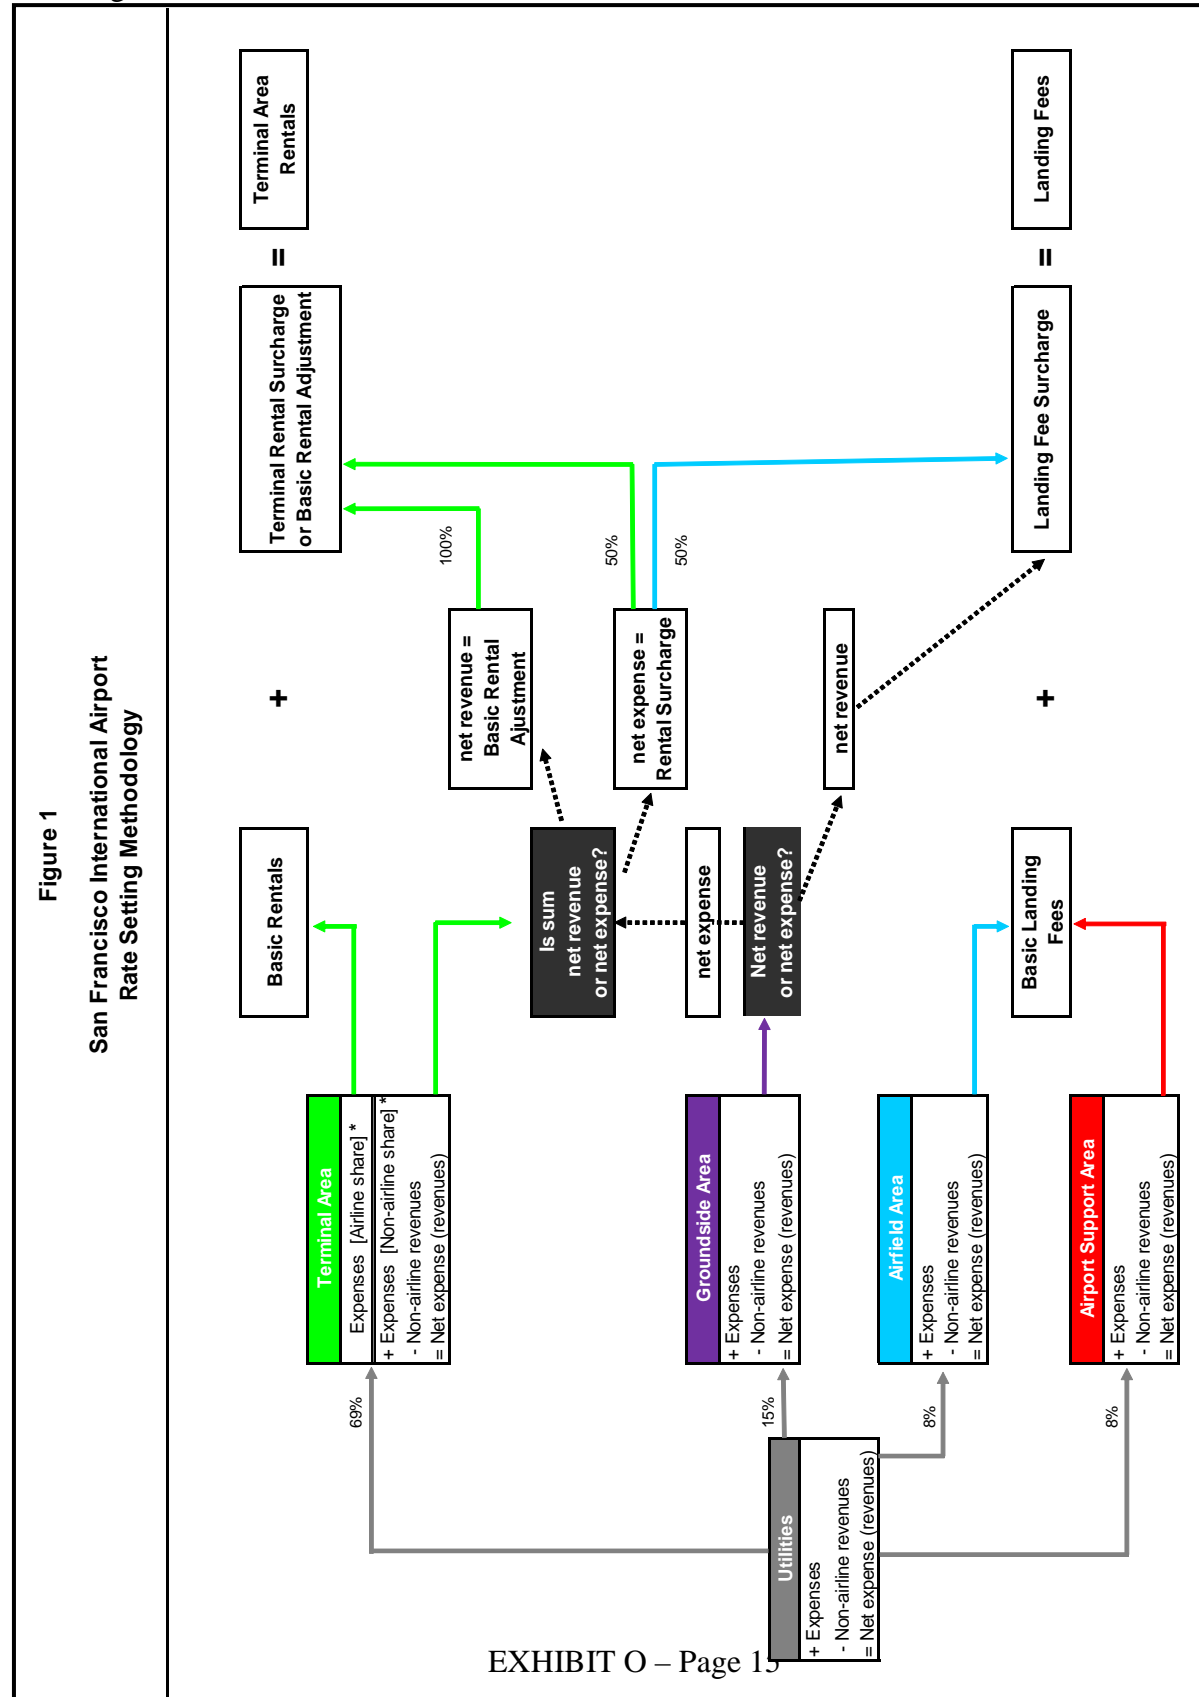 Figure 1
San Francisco International Airport
Rate Setting Methodology
Utilities
+ Expenses
- Non-airline revenues
= Net expense (revenues)
69%
15%
8%
8%
Terminal Area
Expenses [Airline share] *
+ Expenses [Non-airline share] *
- Non-airline revenues
= Net expense (revenues)
Groundside Area
+ Expenses
- Non-airline revenues
= Net expense (revenues)
Airfield Area
+ Expenses
- Non-airline revenues
= Net expense (revenues)
Airport Support Area
+ Expenses
- Non-airline revenues
= Net expense (revenues)
Basic Rentals
Is sum
net revenue
or net expense?
net expense
Net revenue
or net expense?
Basic Landing
Fees
+
net revenue =
Basic Rental
Ajustment
net expense =
Rental Surcharge
net revenue
+
100%
50%
50%
Terminal Rental Surcharge
or Basic Rental Adjustment
Landing Fee Surcharge
=
=
Terminal Area
Rentals
Landing Fees
EXHIBIT O – Page 15